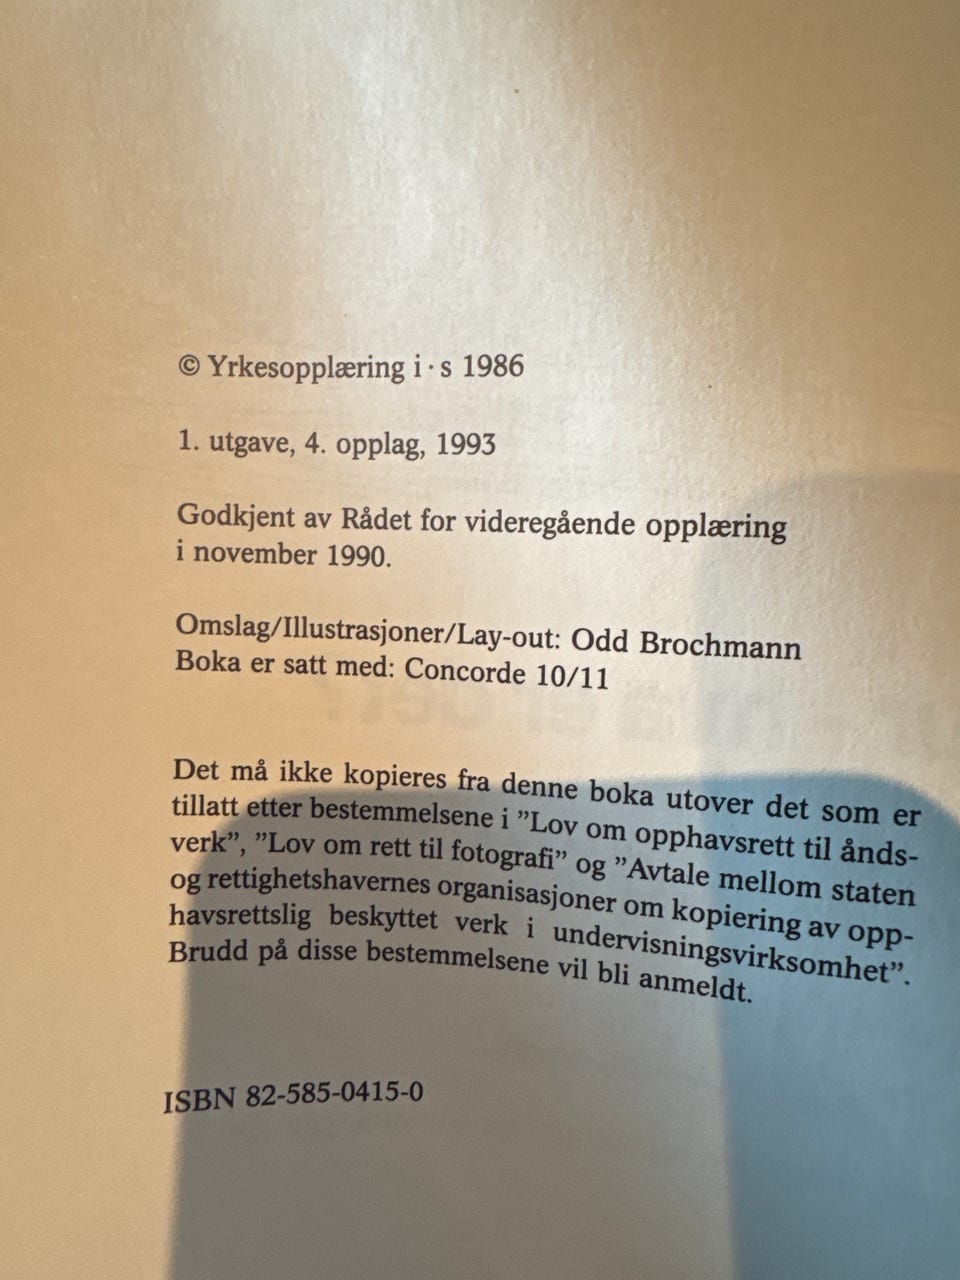 © Yrkesopplæring i·s 1986
1. utgave, 4. opplag, 1993
Godkjent av Rådet for videregående opplæring
i november 1990.
Omslag/Illustrasjoner/Lay-out: Odd Brochmann
Boka er satt med: Concorde 10/11
Det må ikke kopieres fra denne boka utover det som er
tillatt etter bestemmelsene i ”Lov om opphavsrett til ånds-
verk”, ”Lov om rett til fotografi” og ”Avtale mellom staten
og rettighetshavernes organisasjoner om kopiering av opp-
havsrettslig beskyttet verk i undervisningsvirksomhet”.
Brudd på disse bestemmelsene vil bli anmeldt.
ISBN 82-585-0415-0